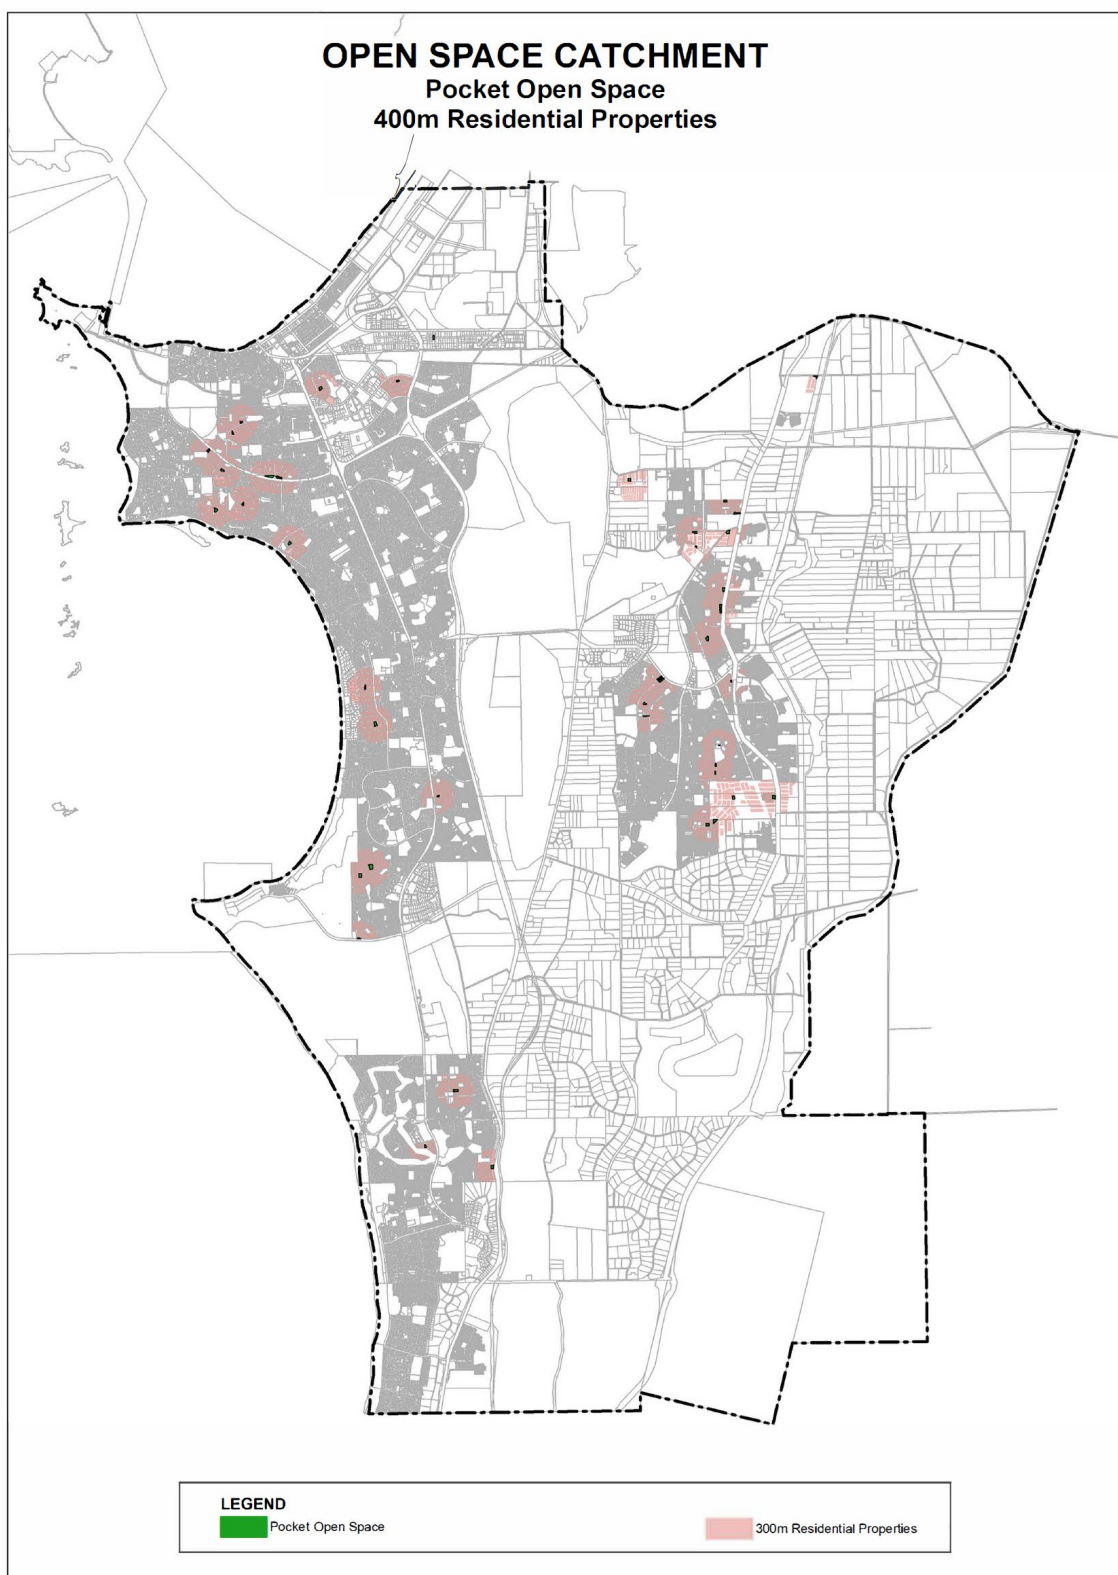 OPEN SPACE CATCHMENT
Pocket Open Space
400m Residential Properties
LEGEND
Pocket Open Space
300m Residential Properties